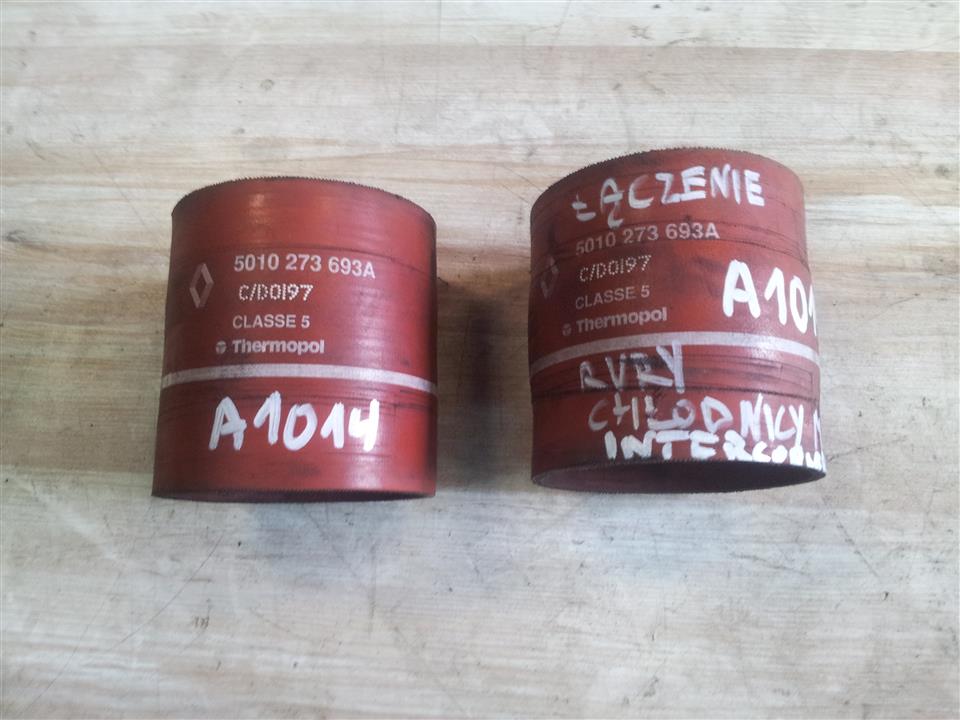 5010 273 693A
C/D0197
CLASSE 5
Thermopol
A1014
ŁĄCZENIE
5010 273 693A
C/D0197
CLASSE 5
Thermopol
A101
RURY
CHŁODNICY